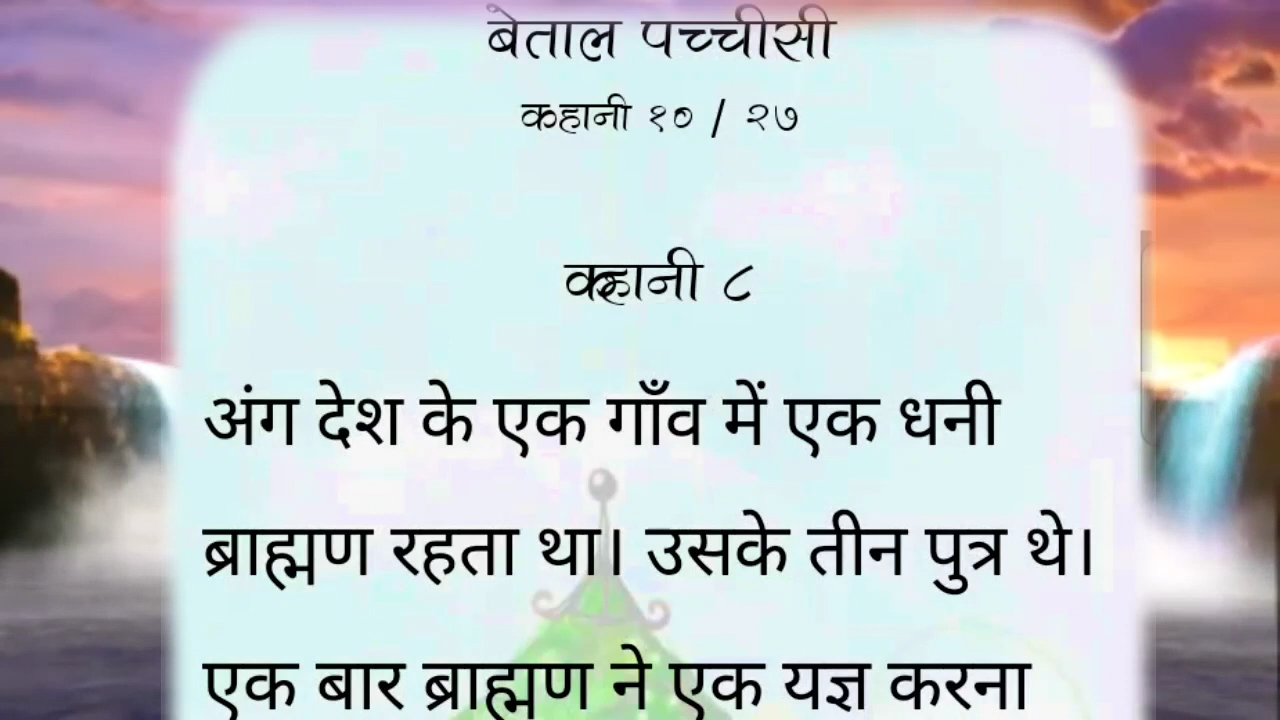 बेताल पच्चीसी
कहानी १० / २७
कहानी ८
अंग देश के एक गाँव में एक धनी
ब्राह्मण रहता था। उसके तीन पुत्र थे।
एक बार ब्राह्मण ने एक यज्ञ करना